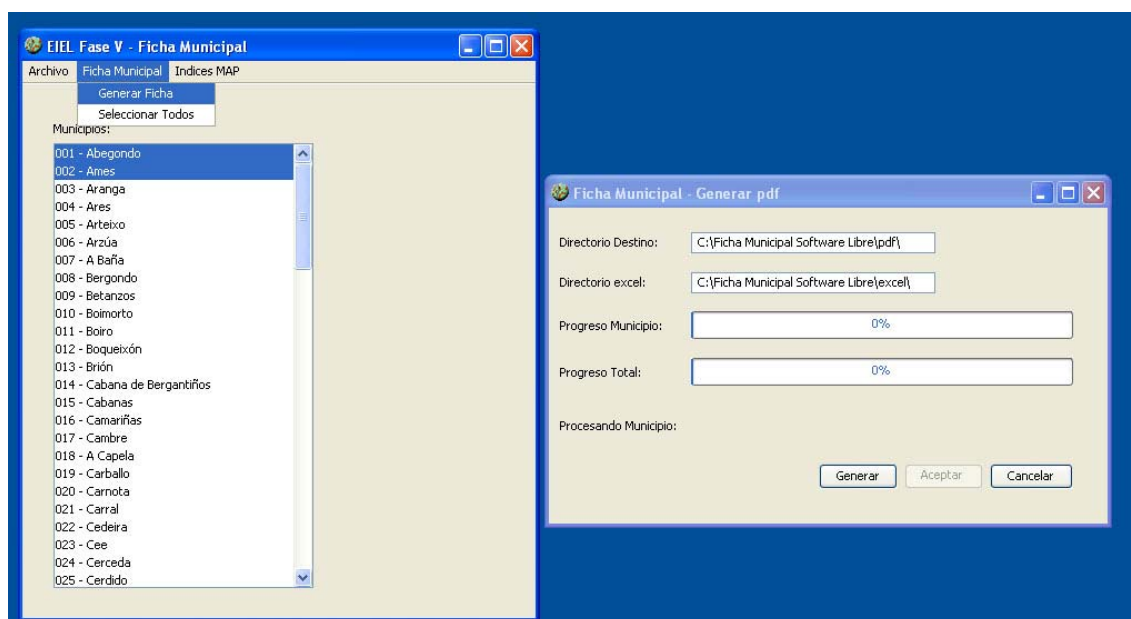 EIEL Fase V - Ficha Municipal
Archivo Ficha Municipal Indices MAP
Generar Ficha
Seleccionar Todos
Municipios:
001 - Abegondo
002 - Ames
003 - Aranga
004 - Ares
005 - Arteixo
006 - Arzúa
007 - A Baña
008 - Bergondo
009 - Betanzos
010 - Boimorto
011 - Boiro
012 - Boqueixón
013 - Brión
014 - Cabana de Bergantiños
015 - Cabanas
016 - Camariñas
017 - Cambre
018 - A Capela
019 - Carballo
020 - Carnota
021 - Carral
022 - Cedeira
023 - Cee
024 - Cerceda
025 - Cerdido
Ficha Municipal - Generar pdf
Directorio Destino: C:\Ficha Municipal Software Libre\pdf\
Directorio excel: C:\Ficha Municipal Software Libre\excel\
Progreso Municipio: 0%
Progreso Total: 0%
Procesando Municipio:
Generar Aceptar Cancelar